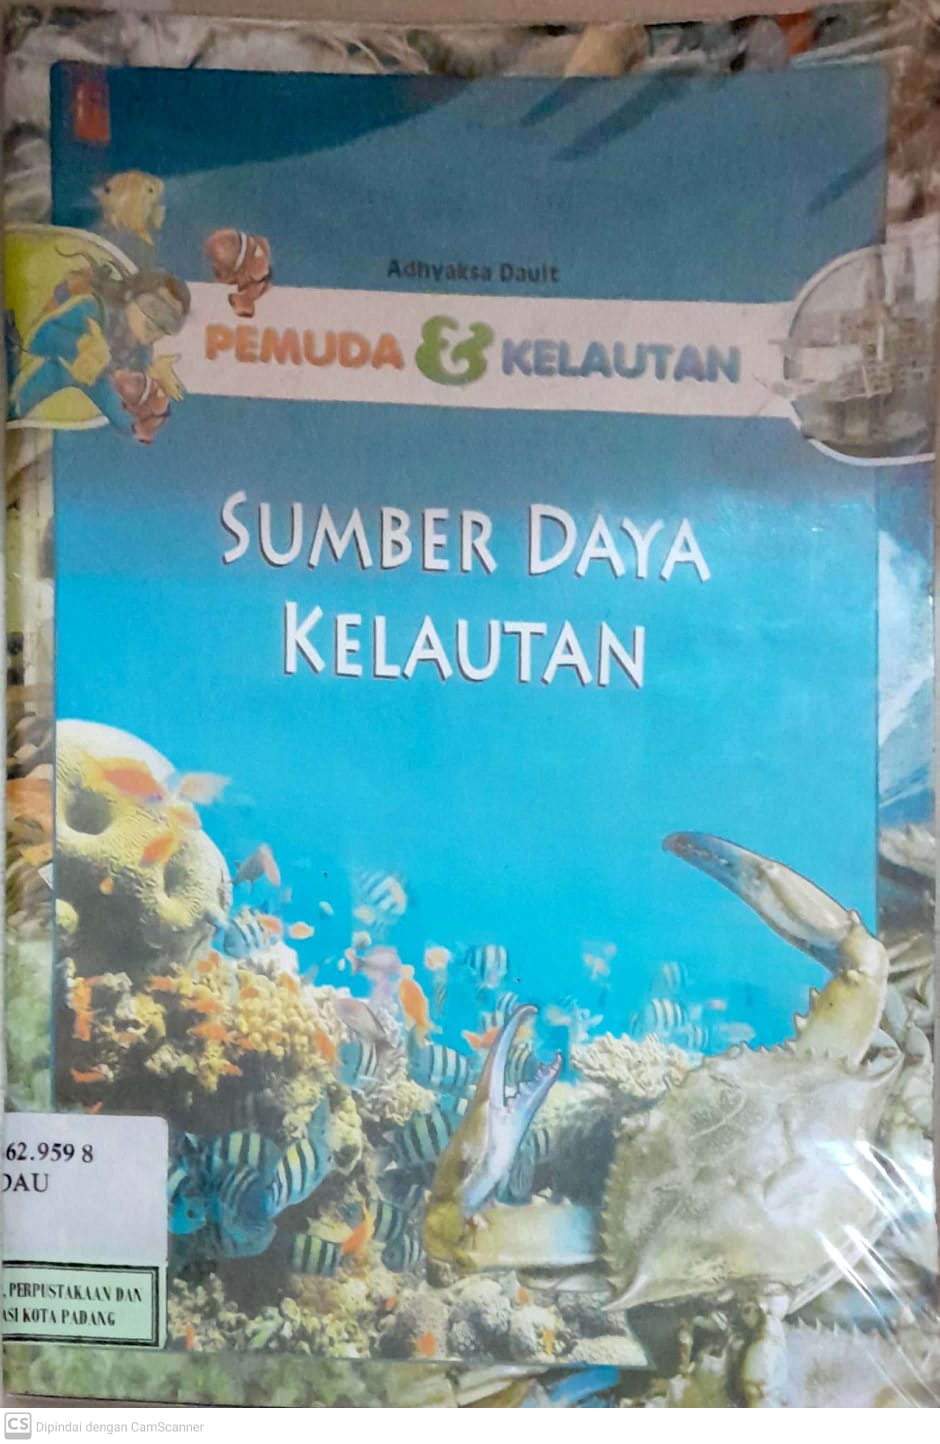 Adhyaksa Dault
PEMUDA & KELAUTAN
SUMBER DAYA
KELAUTAN
62.959 8
DAU
. PERPUSTAKAAN DAN
ASI KOTA PADANG
CS Dipindai dengan CamScanner